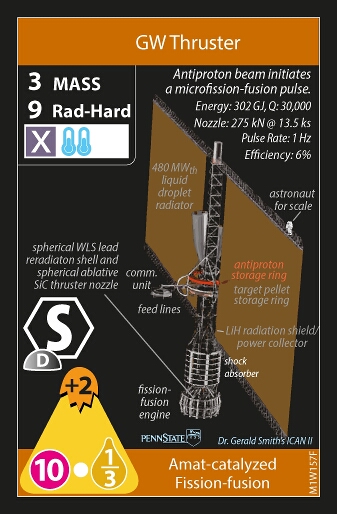 GW Thruster
3 MASS
9 Rad-Hard
X
Antiproton beam initiates
a microfission-fusion pulse.
Energy: 302 GJ, Q: 30,000
Nozzle: 275 kN @ 13.5 ks
Pulse Rate: 1 Hz
Efficiency: 6%
480 MWth
liquid
droplet
radiator
astronaut
for scale
spherical WLS lead
reradiaton shell and
spherical ablative
SiC thruster nozzle
comm.
unit
feed lines
antiproton
storage ring
target pellet
storage ring
LiH radiation shield/
power collector
shock
absorber
S
D
+2
fission-
fusion
engine
PENNSTATE
Dr. Gerald Smith's ICAN II
10 • 1/3
Amat-catalyzed
Fission-fusion
M1W157F